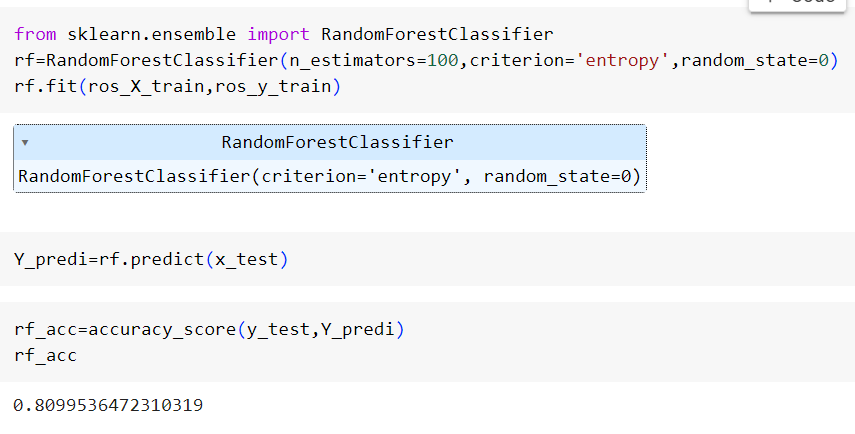 from sklearn.ensemble import RandomForestClassifier
rf=RandomForestClassifier(n_estimators=100,criterion='entropy',random_state=0)
rf.fit(ros_X_train,ros_y_train)
RandomForestClassifier
RandomForestClassifier(criterion='entropy', random_state=0)
Y_predi=rf.predict(x_test)
rf_acc=accuracy_score(y_test,Y_predi)
rf_acc
0.8099536472310319